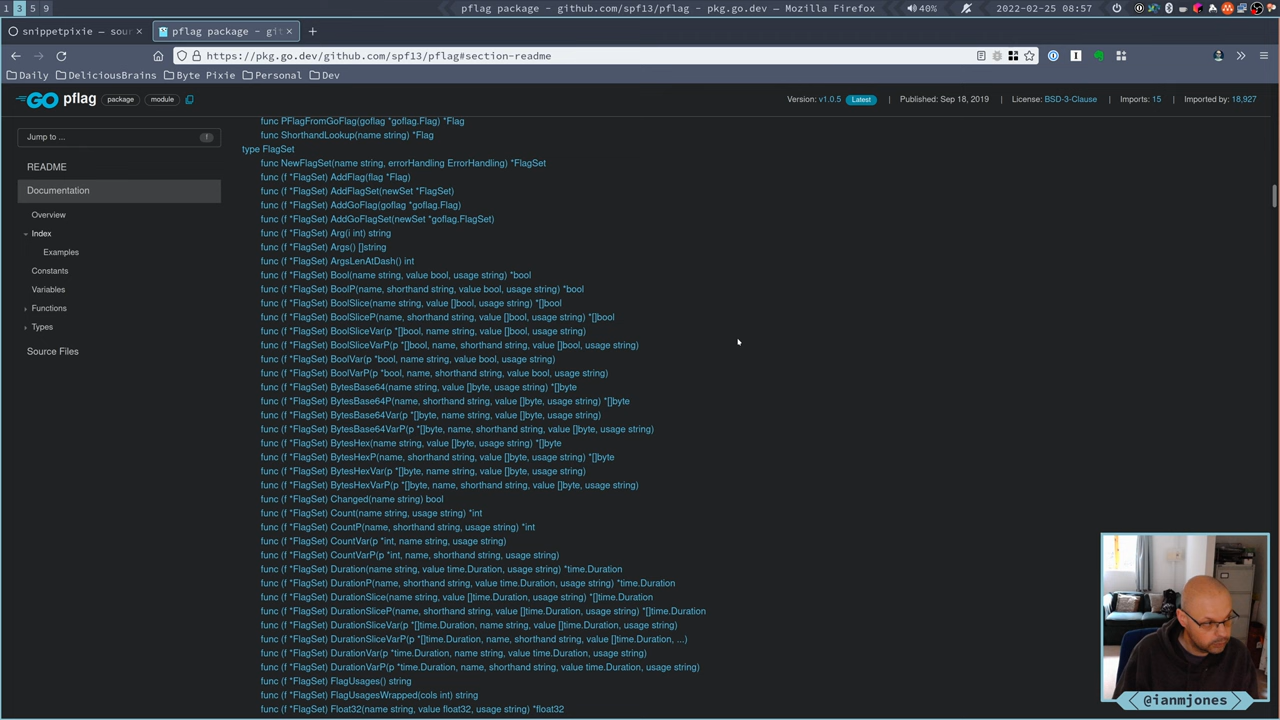 1 3 5 9
pflag package - github.com/spf13/pflag - pkg.go.dev — Mozilla Firefox
40%
2022-02-25 08:57
snippetpixie — sour
pflag package - git
https://pkg.go.dev/github.com/spf13/pflag#section-readme
Daily
DeliciousBrains
Byte Pixie
Personal
Dev
GO pflag package module
Version: v1.0.5 Latest | Published: Sep 18, 2019 | License: BSD-3-Clause | Imports: 15 | Imported by: 18,927
Jump to ... f
README
Documentation
Overview
Index
Examples
Constants
Variables
Functions
Types
Source Files
func PFlagFromGoFlag(goflag *goflag.Flag) *Flag
func ShorthandLookup(name string) *Flag
type FlagSet
func NewFlagSet(name string, errorHandling ErrorHandling) *FlagSet
func (f *FlagSet) AddFlag(flag *Flag)
func (f *FlagSet) AddFlagSet(newSet *FlagSet)
func (f *FlagSet) AddGoFlag(goflag *goflag.Flag)
func (f *FlagSet) AddGoFlagSet(newSet *goflag.FlagSet)
func (f *FlagSet) Arg(i int) string
func (f *FlagSet) Args() []string
func (f *FlagSet) ArgsLenAtDash() int
func (f *FlagSet) Bool(name string, value bool, usage string) *bool
func (f *FlagSet) BoolP(name, shorthand string, value bool, usage string) *bool
func (f *FlagSet) BoolSlice(name string, value []bool, usage string) *[]bool
func (f *FlagSet) BoolSliceP(name, shorthand string, value []bool, usage string) *[]bool
func (f *FlagSet) BoolSliceVar(p *[]bool, name string, value []bool, usage string)
func (f *FlagSet) BoolSliceVarP(p *[]bool, name, shorthand string, value []bool, usage string)
func (f *FlagSet) BoolVar(p *bool, name string, value bool, usage string)
func (f *FlagSet) BoolVarP(p *bool, name, shorthand string, value bool, usage string)
func (f *FlagSet) BytesBase64(name string, value []byte, usage string) *[]byte
func (f *FlagSet) BytesBase64P(name, shorthand string, value []byte, usage string) *[]byte
func (f *FlagSet) BytesBase64Var(p *[]byte, name string, value []byte, usage string)
func (f *FlagSet) BytesBase64VarP(p *[]byte, name, shorthand string, value []byte, usage string)
func (f *FlagSet) BytesHex(name string, value []byte, usage string) *[]byte
func (f *FlagSet) BytesHexP(name, shorthand string, value []byte, usage string) *[]byte
func (f *FlagSet) BytesHexVar(p *[]byte, name string, value []byte, usage string)
func (f *FlagSet) BytesHexVarP(p *[]byte, name, shorthand string, value []byte, usage string)
func (f *FlagSet) Changed(name string) bool
func (f *FlagSet) Count(name string, usage string) *int
func (f *FlagSet) CountP(name, shorthand string, usage string) *int
func (f *FlagSet) CountVar(p *int, name string, usage string)
func (f *FlagSet) CountVarP(p *int, name, shorthand string, usage string)
func (f *FlagSet) Duration(name string, value time.Duration, usage string) *time.Duration
func (f *FlagSet) DurationP(name, shorthand string, value time.Duration, usage string) *time.Duration
func (f *FlagSet) DurationSlice(name string, value []time.Duration, usage string) *[]time.Duration
func (f *FlagSet) DurationSliceP(name, shorthand string, value []time.Duration, usage string) *[]time.Duration
func (f *FlagSet) DurationSliceVar(p *[]time.Duration, name string, value []time.Duration, usage string)
func (f *FlagSet) DurationSliceVarP(p *[]time.Duration, name, shorthand string, value []time.Duration, ...)
func (f *FlagSet) DurationVar(p *time.Duration, name string, value time.Duration, usage string)
func (f *FlagSet) DurationVarP(p *time.Duration, name, shorthand string, value time.Duration, usage string)
func (f *FlagSet) FlagUsages() string
func (f *FlagSet) FlagUsagesWrapped(cols int) string
func (f *FlagSet) Float32(name string, value float32, usage string) *float32
@ianmjones